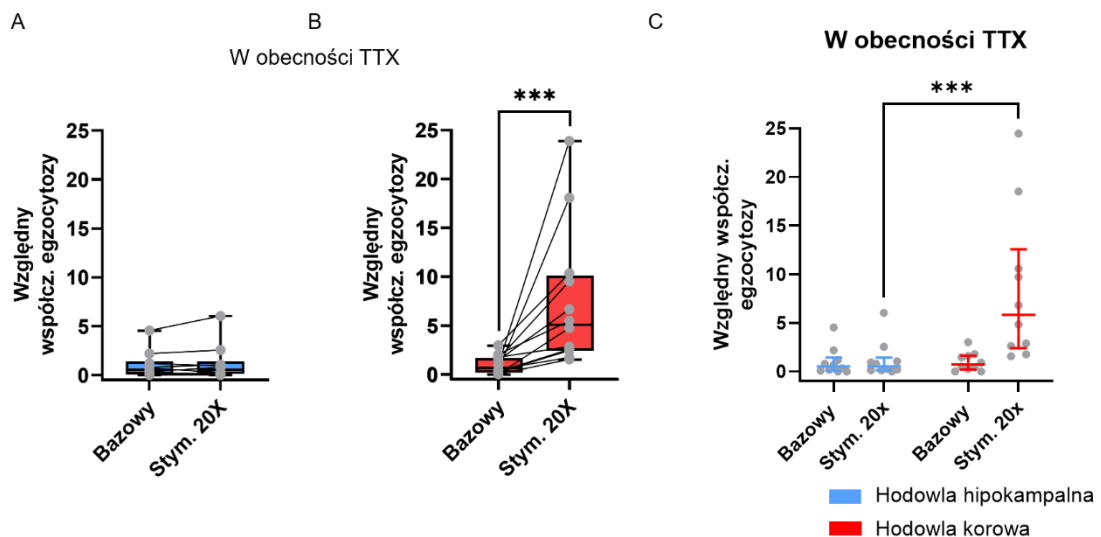 A
B
C
W obecności TTX
W obecności TTX
Względny
współcz. egzocytozy
25
20
15
10
5
0
Bazowy
Stym. 20X
***
Względny
współcz. egzocytozy
25
20
15
10
5
0
Bazowy
Stym. 20X
***
Względny współcz.
egzocytozy
25
20
15
10
5
0
Bazowy
Stym. 20x
Bazowy
Stym. 20x
Hodowla hipokampalna
Hodowla korowa